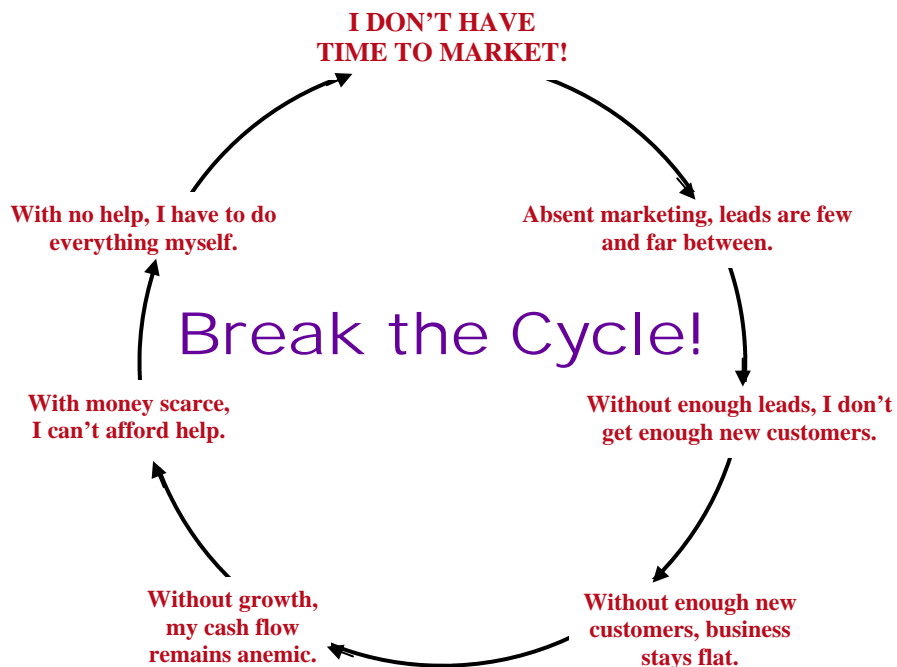 I DON’T HAVE
TIME TO MARKET!
Absent marketing, leads are few
and far between.
Without enough leads, I don’t
get enough new customers.
Without enough new
customers, business
stays flat.
Without growth,
my cash flow
remains anemic.
With money scarce,
I can’t afford help.
With no help, I have to do
everything myself.
Break the Cycle!